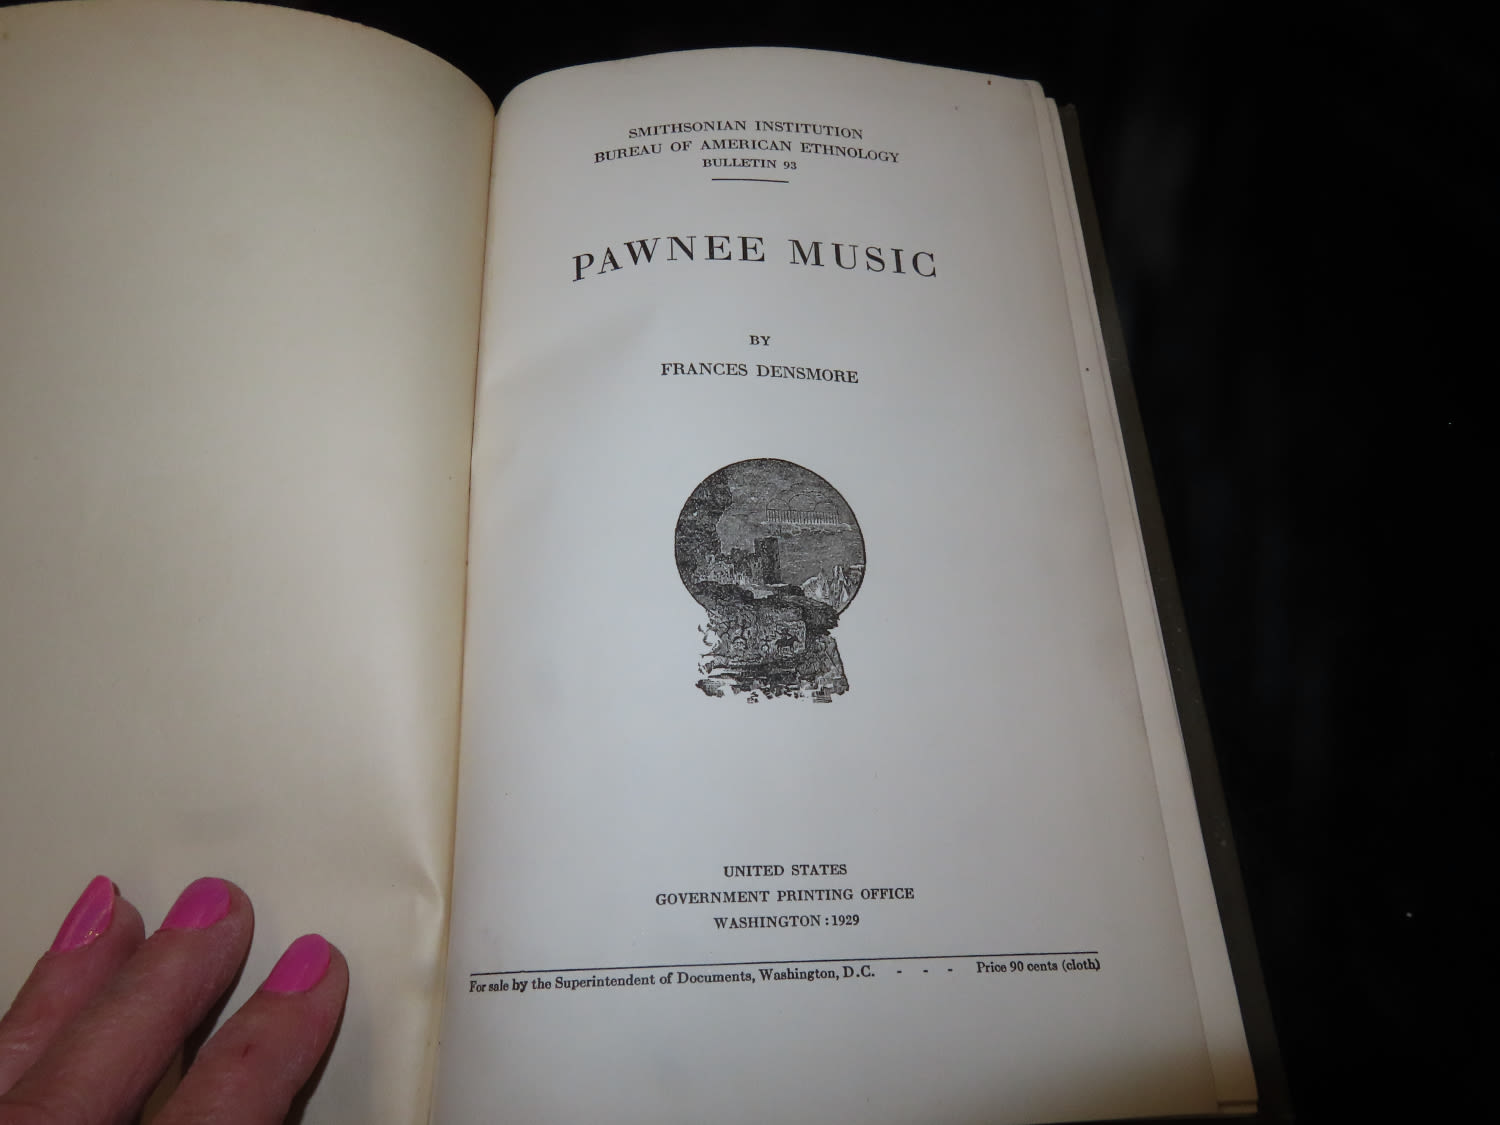 SMITHSONIAN INSTITUTION
BUREAU OF AMERICAN ETHNOLOGY
BULLETIN 93
PAWNEE MUSIC
BY
FRANCES DENSMORE
UNITED STATES
GOVERNMENT PRINTING OFFICE
WASHINGTON : 1929
For sale by the Superintendent of Documents, Washington, D.C. - - - Price 90 cents (cloth)